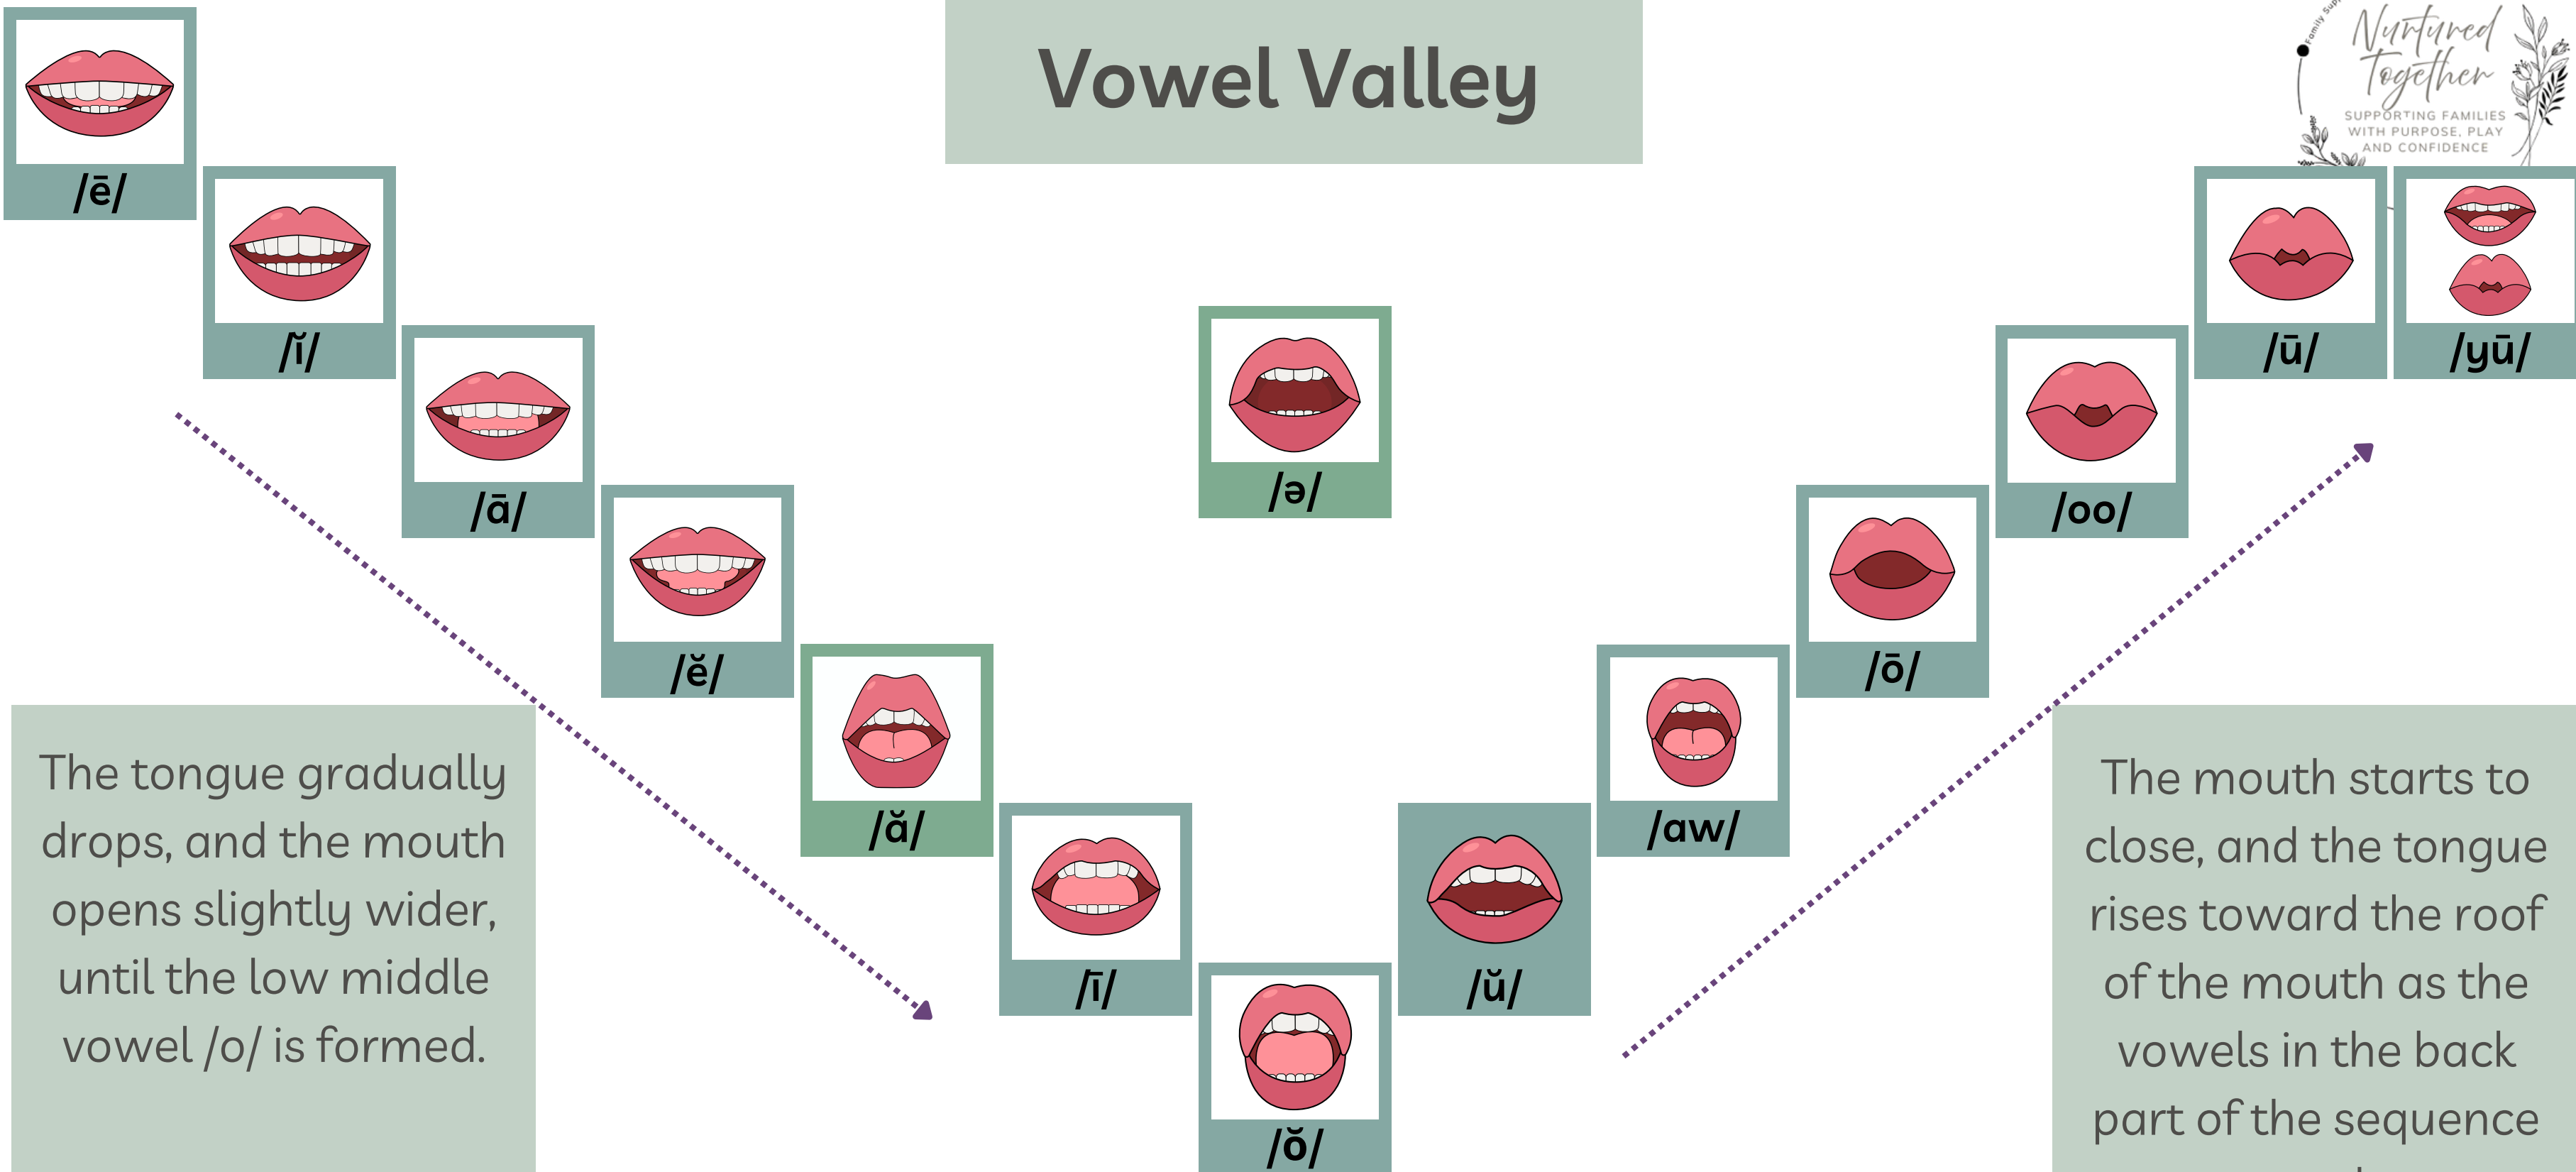 Vowel Valley
Family Supp
Nurtured
Together
SUPPORTING FAMILIES
WITH PURPOSE, PLAY
AND CONFIDENCE
/ē/
/ĭ/
/ā/
/ĕ/
/ă/
/ī/
/ŏ/
/ŭ/
/aw/
/ō/
/oo/
/ū/
/yū/
/ə/
The tongue gradually
drops, and the mouth
opens slightly wider,
until the low middle
vowel /o/ is formed.
The mouth starts to
close, and the tongue
rises toward the roof
of the mouth as the
vowels in the back
part of the sequence